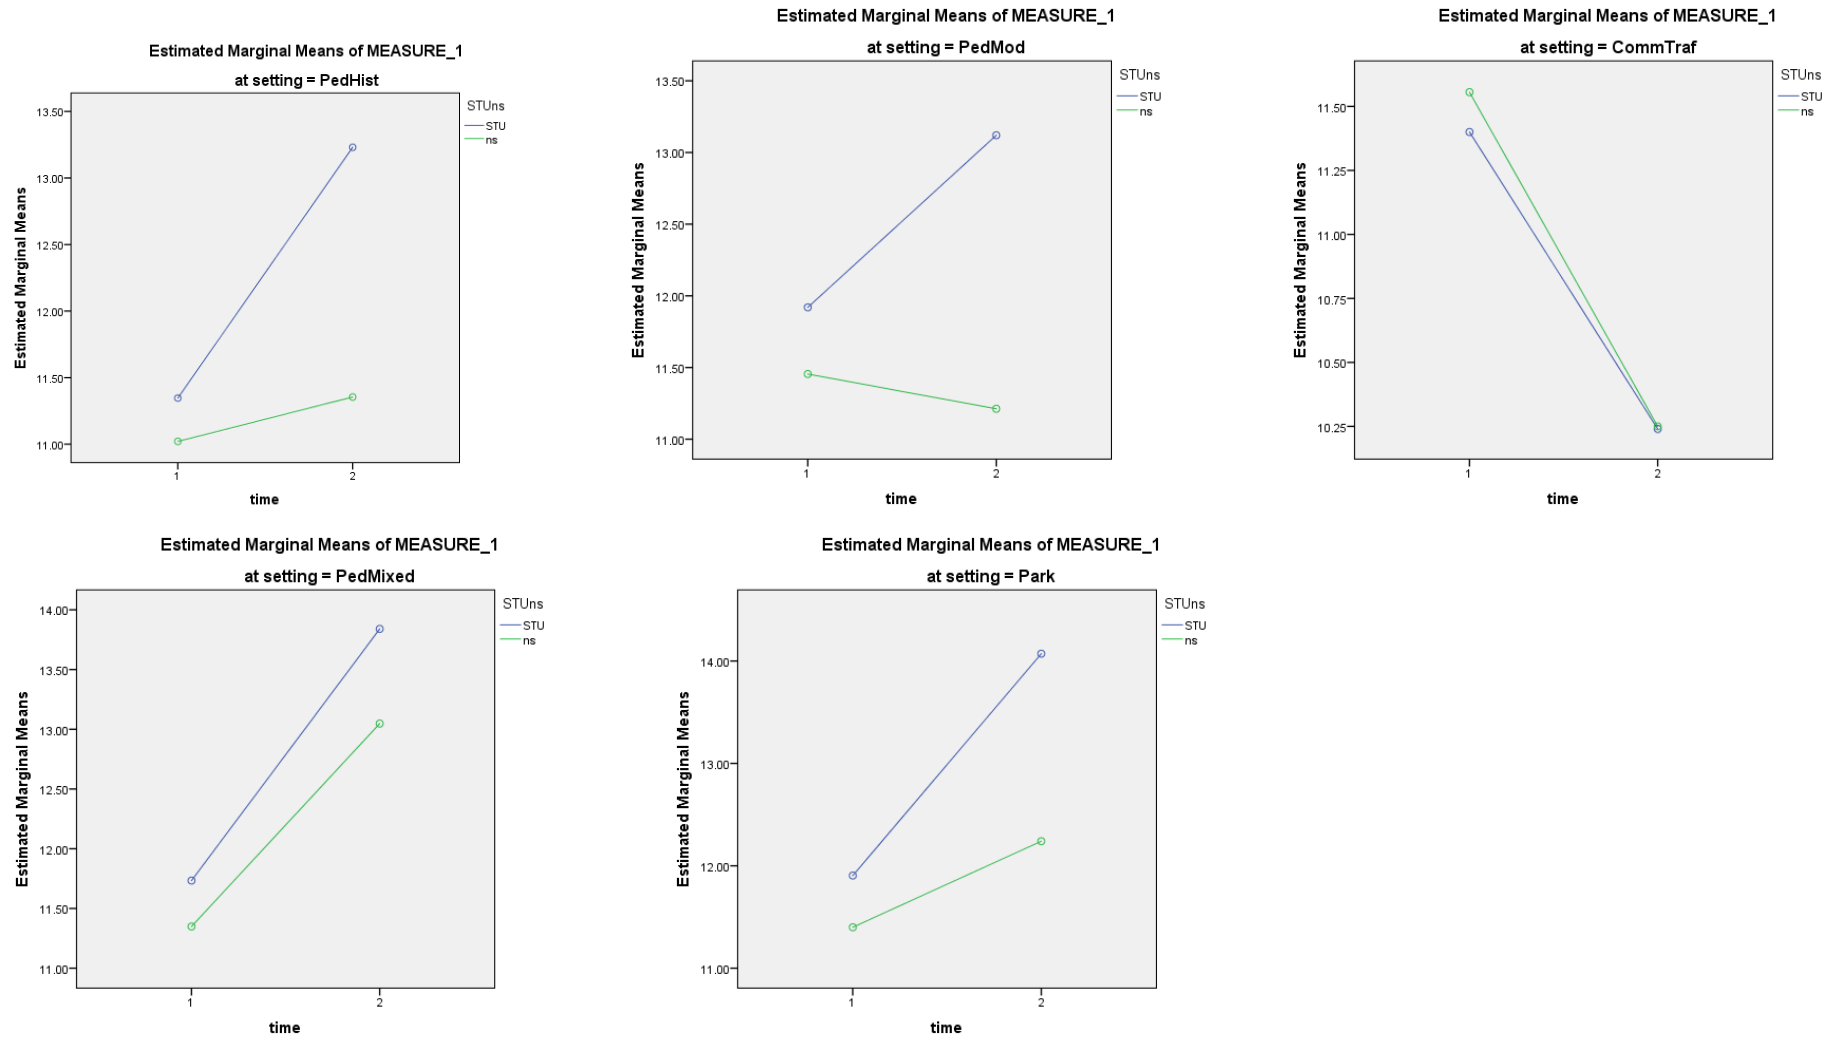 Estimated Marginal Means of MEASURE_1
at setting = PedHist
STUns
STU
ns
Estimated Marginal Means
13.50
13.00
12.50
12.00
11.50
11.00
1
2
time
Estimated Marginal Means of MEASURE_1
at setting = PedMod
STUns
STU
ns
Estimated Marginal Means
13.50
13.00
12.50
12.00
11.50
11.00
1
2
time
Estimated Marginal Means of MEASURE_1
at setting = CommTraf
STUns
STU
ns
Estimated Marginal Means
11.50
11.25
11.00
10.75
10.50
10.25
1
2
time
Estimated Marginal Means of MEASURE_1
at setting = PedMixed
STUns
STU
ns
Estimated Marginal Means
14.00
13.50
13.00
12.50
12.00
11.50
11.00
1
2
time
Estimated Marginal Means of MEASURE_1
at setting = Park
STUns
STU
ns
Estimated Marginal Means
14.00
13.00
12.00
11.00
1
2
time